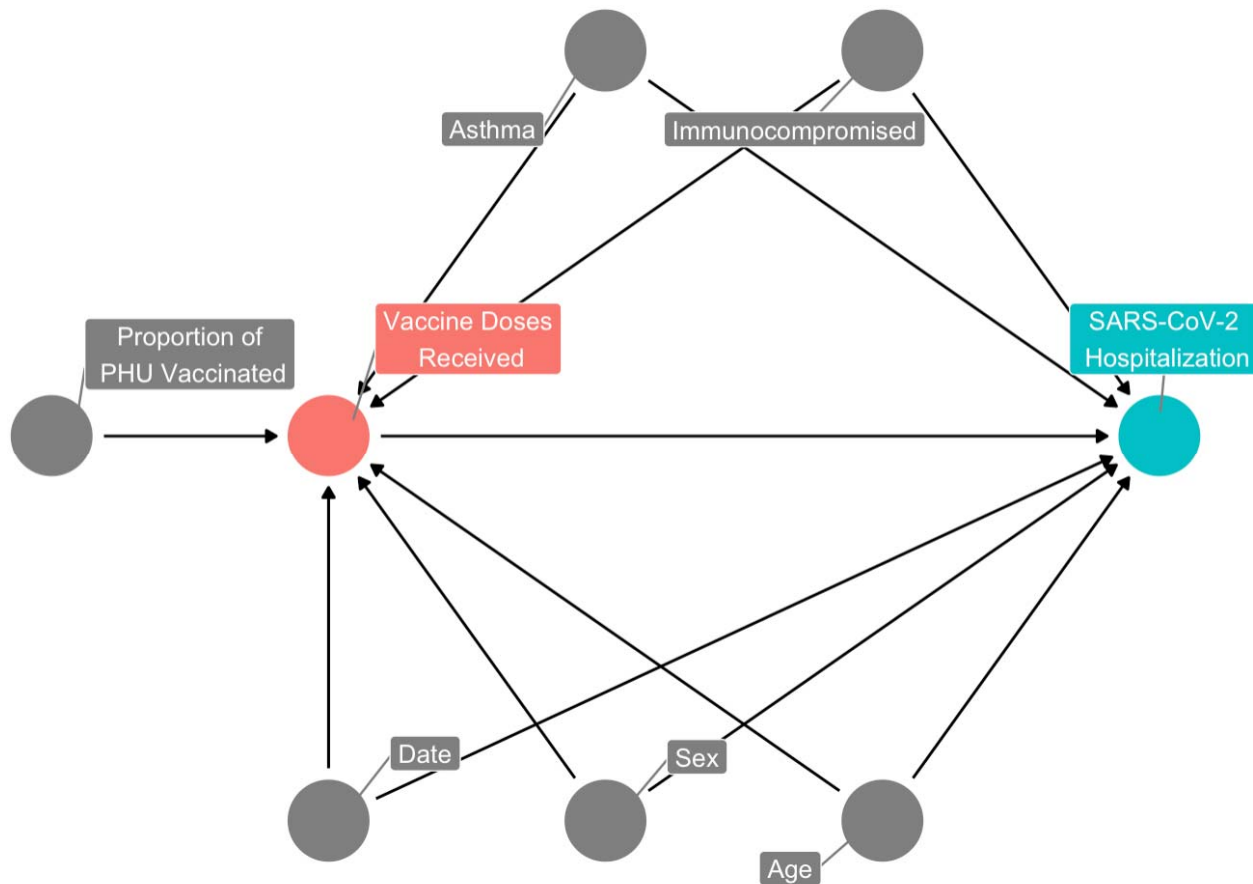 Asthma
Immunocompromised
Proportion of
PHU Vaccinated
Vaccine Doses
Received
SARS-CoV-2
Hospitalization
Date
Sex
Age